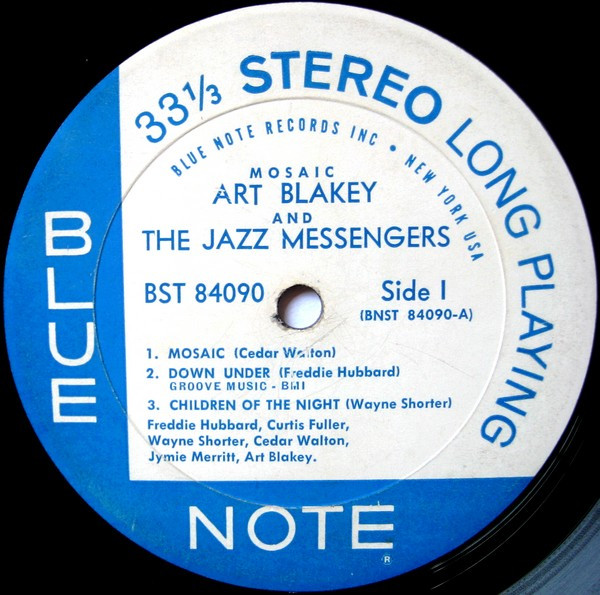 33⅓ STEREO LONG PLAYING
BLUE NOTE RECORDS INC • NEW YORK USA
MOSAIC
ART BLAKEY
AND
THE JAZZ MESSENGERS
BST 84090
Side 1
(BNST 84090-A)
1. MOSAIC (Cedar Walton)
2. DOWN UNDER (Freddie Hubbard)
GROOVE MUSIC - BMI
3. CHILDREN OF THE NIGHT (Wayne Shorter)
Freddie Hubbard, Curtis Fuller,
Wayne Shorter, Cedar Walton,
Jymie Merritt, Art Blakey.
BLUE
NOTE
®